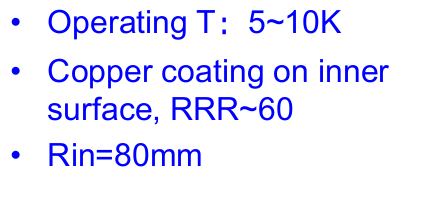 • Operating T： 5~10K
• Copper coating on inner
surface, RRR~60
• Rin=80mm